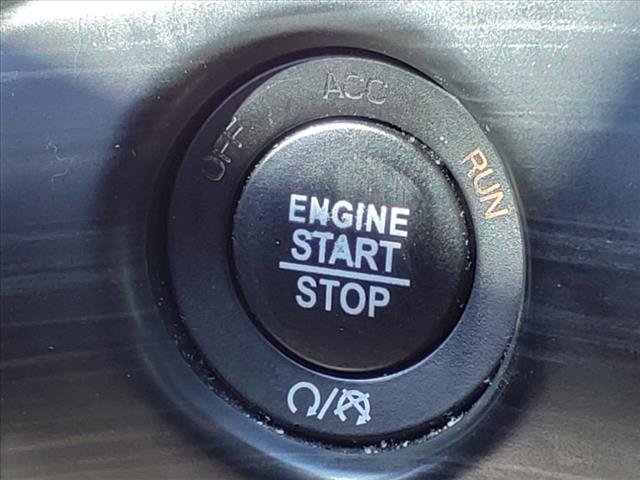 OFF ACC RUN
ENGINE
START
STOP